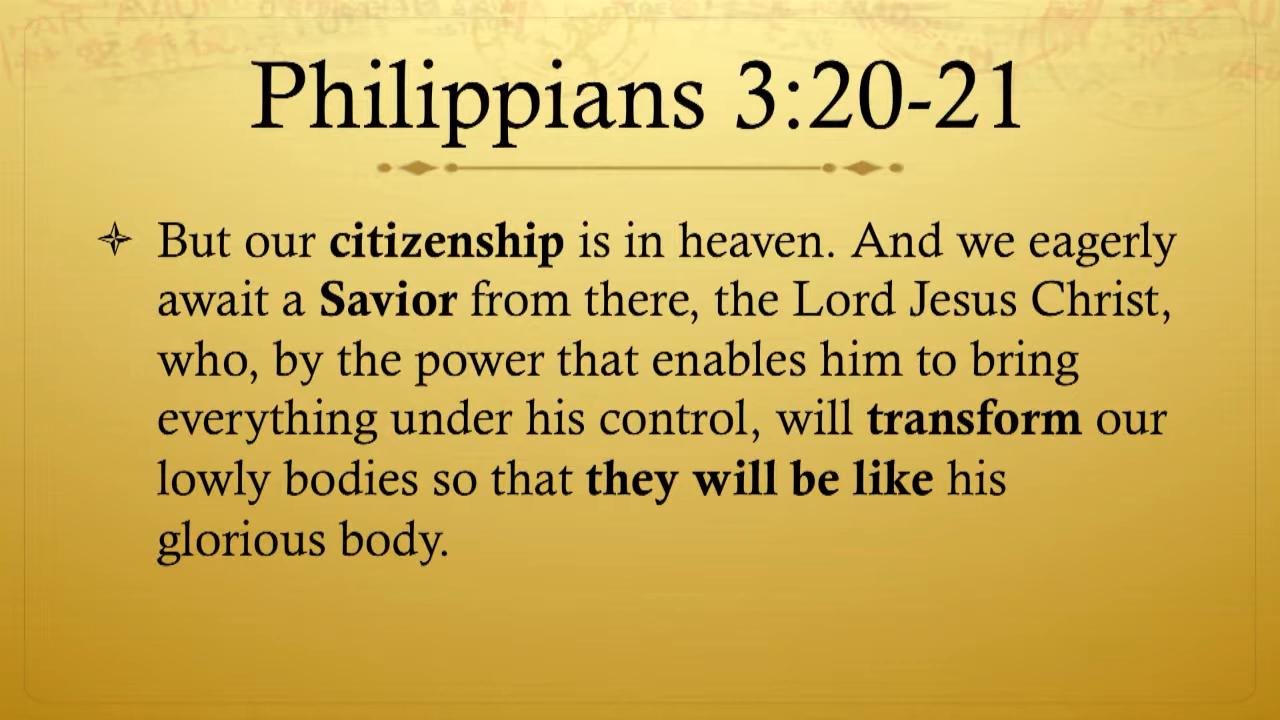 Philippians 3:20-21
But our citizenship is in heaven. And we eagerly
await a Savior from there, the Lord Jesus Christ,
who, by the power that enables him to bring
everything under his control, will transform our
lowly bodies so that they will be like his
glorious body.